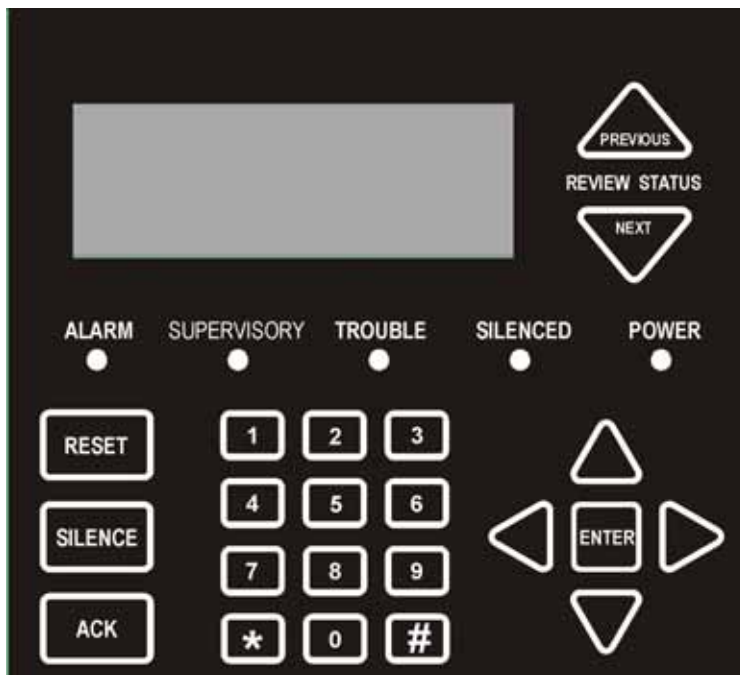 PREVIOUS
REVIEW STATUS
NEXT
ALARM SUPERVISORY TROUBLE SILENCED POWER
RESET 1 2 3
4 5 6
SILENCE ENTER
7 8 9
ACK * 0 #